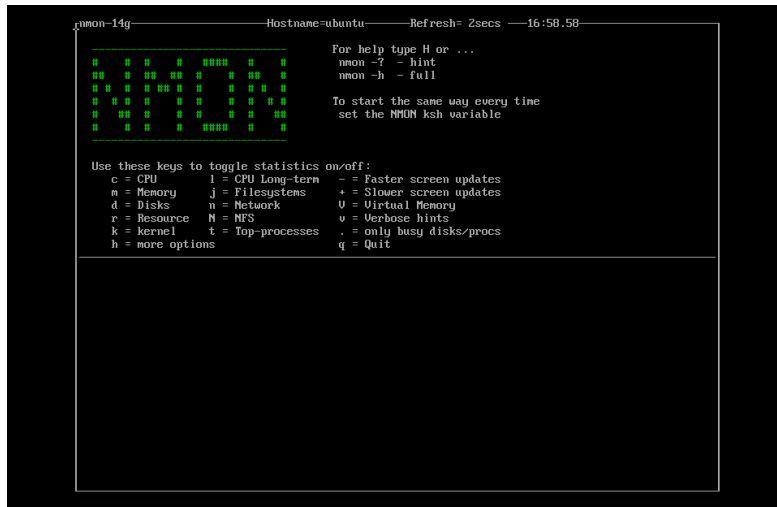 nmon-14g Hostname=ubuntu Refresh= 2secs 16:58.58
For help type H or ...
nmon -? - hint
nmon -h - full
To start the same way every time
set the NMON ksh variable
NMON
Use these keys to toggle statistics on/off:
c = CPU l = CPU Long-term - = Faster screen updates
m = Memory j = Filesystems + = Slower screen updates
d = Disks n = Network V = Virtual Memory
r = Resource N = NFS v = Verbose hints
k = kernel t = Top-processes . = only busy disks/procs
h = more options q = Quit